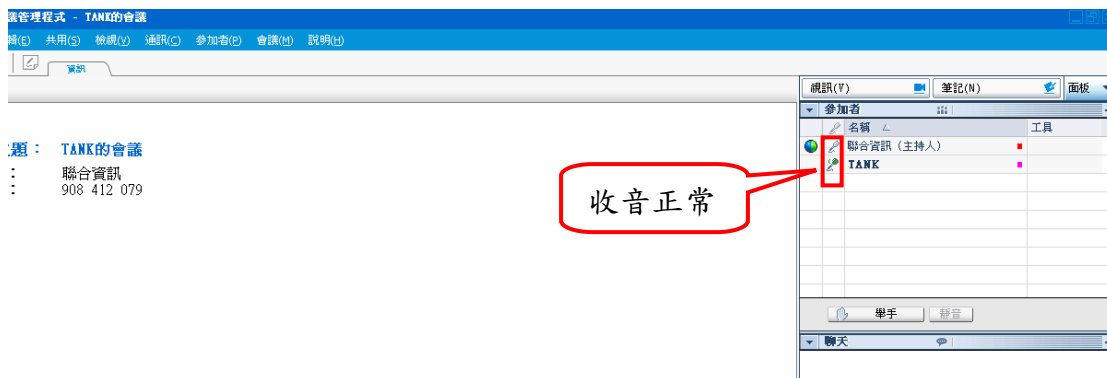 議管理程式 - TANK的會議
輯(E) 共用(S) 檢視(V) 通訊(C) 參加者(P) 會議(M) 說明(H)
資訊
視訊(V) 筆記(N) 面板
參加者
名稱 工具
題： TANK的會議
聯合資訊（主持人）
： 聯合資訊
TANK
： 908 412 079
收音正常
舉手 靜音
聊天